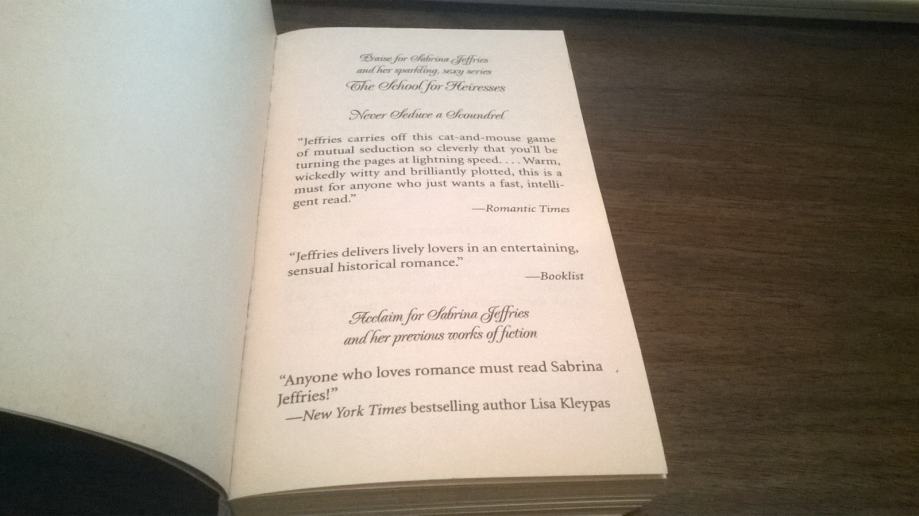 Praise for Sabrina Jeffries
and her sparkling, sexy series
The School for Heiresses
Never Seduce a Scoundrel
“Jeffries carries off this cat-and-mouse game
of mutual seduction so cleverly that you’ll be
turning the pages at lightning speed. . . . Warm,
wickedly witty and brilliantly plotted, this is a
must for anyone who just wants a fast, intelli-
gent read.”
—Romantic Times
“Jeffries delivers lively lovers in an entertaining,
sensual historical romance.”
—Booklist
Acclaim for Sabrina Jeffries
and her previous works of fiction
“Anyone who loves romance must read Sabrina
Jeffries!”
—New York Times bestselling author Lisa Kleypas